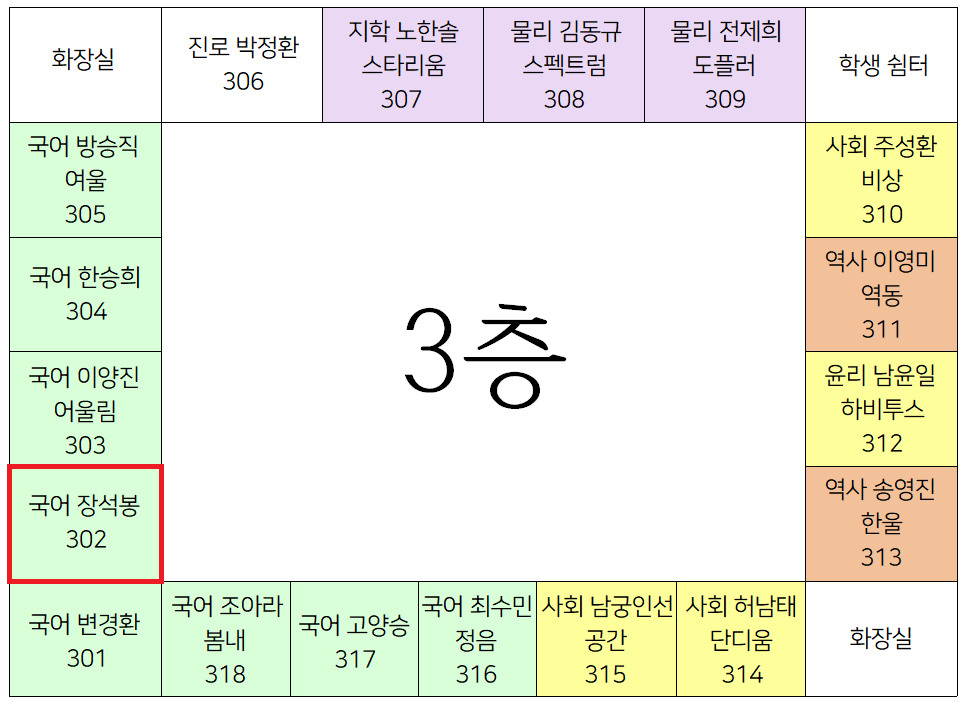 화장실
진로 박정환
306
지학 노한솔
스타리움
307
물리 김동규
스펙트럼
308
물리 전제희
도플러
309
학생 쉼터
국어 방승직
여울
305
사회 주성환
비상
310
국어 한승희
304
3층
역사 이영미
역동
311
국어 이양진
어울림
303
윤리 남윤일
하비투스
312
국어 장석봉
302
역사 송영진
한울
313
국어 변경환
301
국어 조아라
봄내
318
국어 고양승
317
국어 최수민
정음
316
사회 남궁인선
공간
315
사회 허남태
단디움
314
화장실